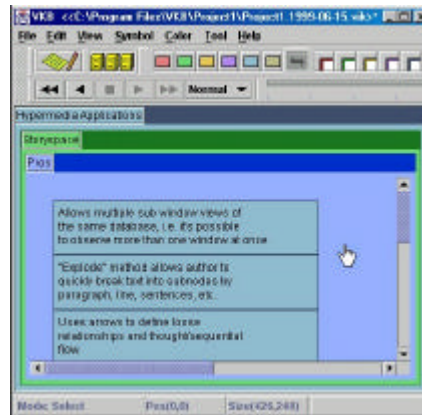 VKB <<C:\Program Files\VKB\Project1\Project1.1999-06-15.vkb>*
File Edit View Symbol Color Tool Help
Normal
Hypermedia Applications
Storyspace
Pros
Allows multiple sub window views of
the same database, i.e. it's possible
to observe more than one window at once
"Explode" method allows author to
quickly break text into subnodes by
paragraph, line, sentences, etc.
Uses arrows to define loose
relationships and thought/sequential
flow
Mode: Select Pos(0,0) Size(426,248)